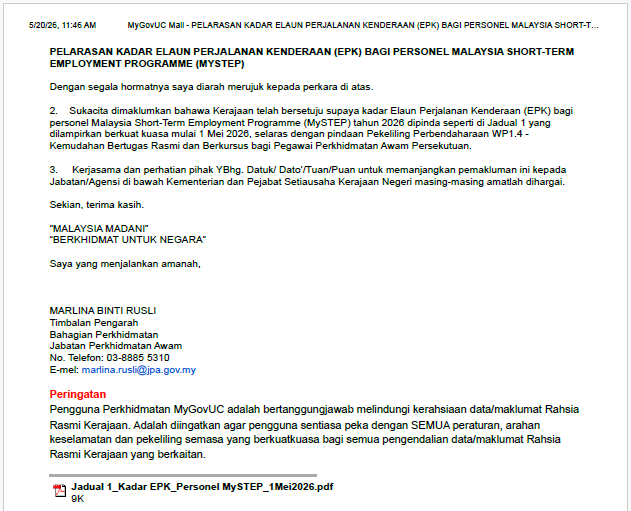 5/20/26, 11:46 AM MyGovUC Mail - PELARASAN KADAR ELAUN PERJALANAN KENDERAAN (EPK) BAGI PERSONEL MALAYSIA SHORT-T...
PELARASAN KADAR ELAUN PERJALANAN KENDERAAN (EPK) BAGI PERSONEL MALAYSIA SHORT-TERM
EMPLOYMENT PROGRAMME (MYSTEP)
Dengan segala hormatnya saya diarah merujuk kepada perkara di atas.
2. Sukacita dimaklumkan bahawa Kerajaan telah bersetuju supaya kadar Elaun Perjalanan Kenderaan (EPK) bagi
personel Malaysia Short-Term Employment Programme (MySTEP) tahun 2026 dipinda seperti di Jadual 1 yang
dilampirkan berkuat kuasa mulai 1 Mei 2026, selaras dengan pindaan Pekeliling Perbendaharaan WP1.4 -
Kemudahan Bertugas Rasmi dan Berkursus bagi Pegawai Perkhidmatan Awam Persekutuan.
3. Kerjasama dan perhatian pihak YBhg. Datuk/ Dato'/Tuan/Puan untuk memanjangkan pemakluman ini kepada
Jabatan/Agensi di bawah Kementerian dan Pejabat Setiausaha Kerajaan Negeri masing-masing amatlah dihargai.
Sekian, terima kasih.
"MALAYSIA MADANI"
"BERKHIDMAT UNTUK NEGARA"
Saya yang menjalankan amanah,
MARLINA BINTI RUSLI
Timbalan Pengarah
Bahagian Perkhidmatan
Jabatan Perkhidmatan Awam
No. Telefon: 03-8885 5310
E-mel: marlina.rusli@jpa.gov.my
Peringatan
Pengguna Perkhidmatan MyGovUC adalah bertanggungjawab melindungi kerahsiaan data/maklumat Rahsia
Rasmi Kerajaan. Adalah diingatkan agar pengguna sentiasa peka dengan SEMUA peraturan, arahan
keselamatan dan pekeliling semasa yang berkuatkuasa bagi semua pengendalian data/maklumat Rahsia
Rasmi Kerajaan yang berkaitan.
Jadual 1_Kadar EPK_Personel MySTEP_1Mei2026.pdf
9K